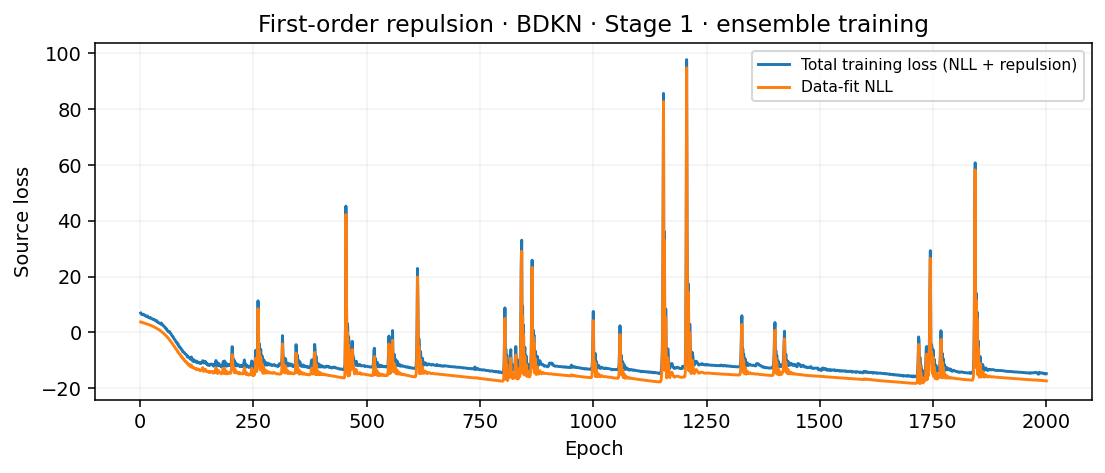 First-order repulsion · BDKN · Stage 1 · ensemble training
Source loss
100
80
60
40
20
0
−20
Total training loss (NLL + repulsion)
Data-fit NLL
0 250 500 750 1000 1250 1500 1750 2000
Epoch